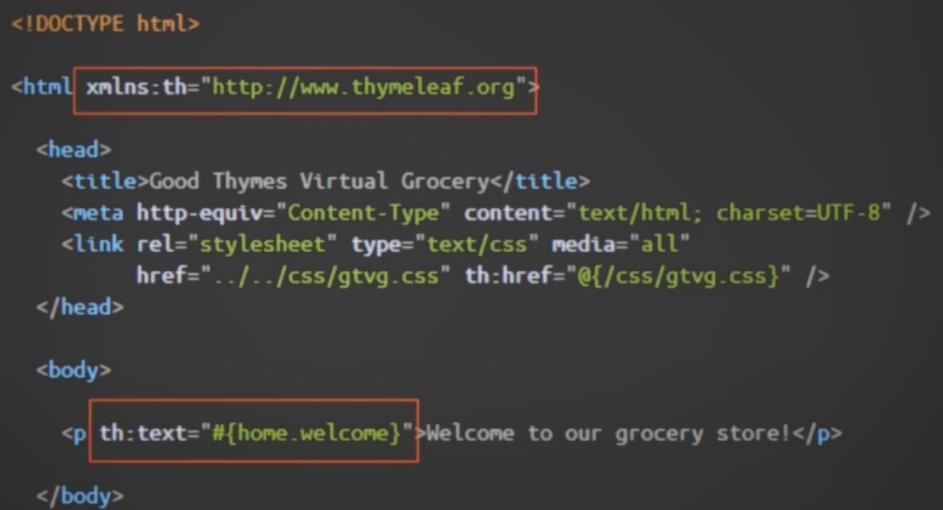 <!DOCTYPE html>
<html xmlns:th="http://www.thymeleaf.org">
<head>
<title>Good Thymes Virtual Grocery</title>
<meta http-equiv="Content-Type" content="text/html; charset=UTF-8" />
<link rel="stylesheet" type="text/css" media="all"
href="../../css/gtvg.css" th:href="@{/css/gtvg.css}" />
</head>
<body>
<p th:text="#{home.welcome}">Welcome to our grocery store!</p>
</body>